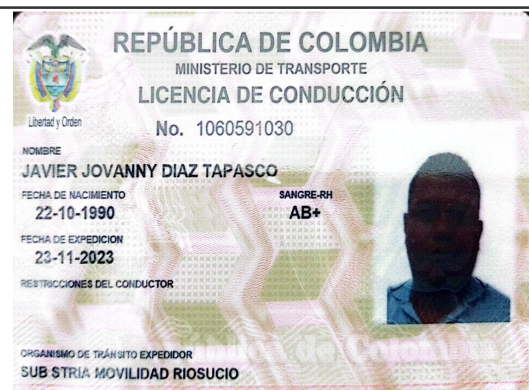 REPÚBLICA DE COLOMBIA
MINISTERIO DE TRANSPORTE
LICENCIA DE CONDUCCIÓN
Libertad y Orden
No. 1060591030
NOMBRE
JAVIER JOVANNY DIAZ TAPASCO
FECHA DE NACIMIENTO SANGRE-RH
22-10-1990 AB+
FECHA DE EXPEDICION
23-11-2023
RESTRICCIONES DEL CONDUCTOR
ORGANISMO DE TRÁNSITO EXPEDIDOR
SUB STRIA MOVILIDAD RIOSUCIO